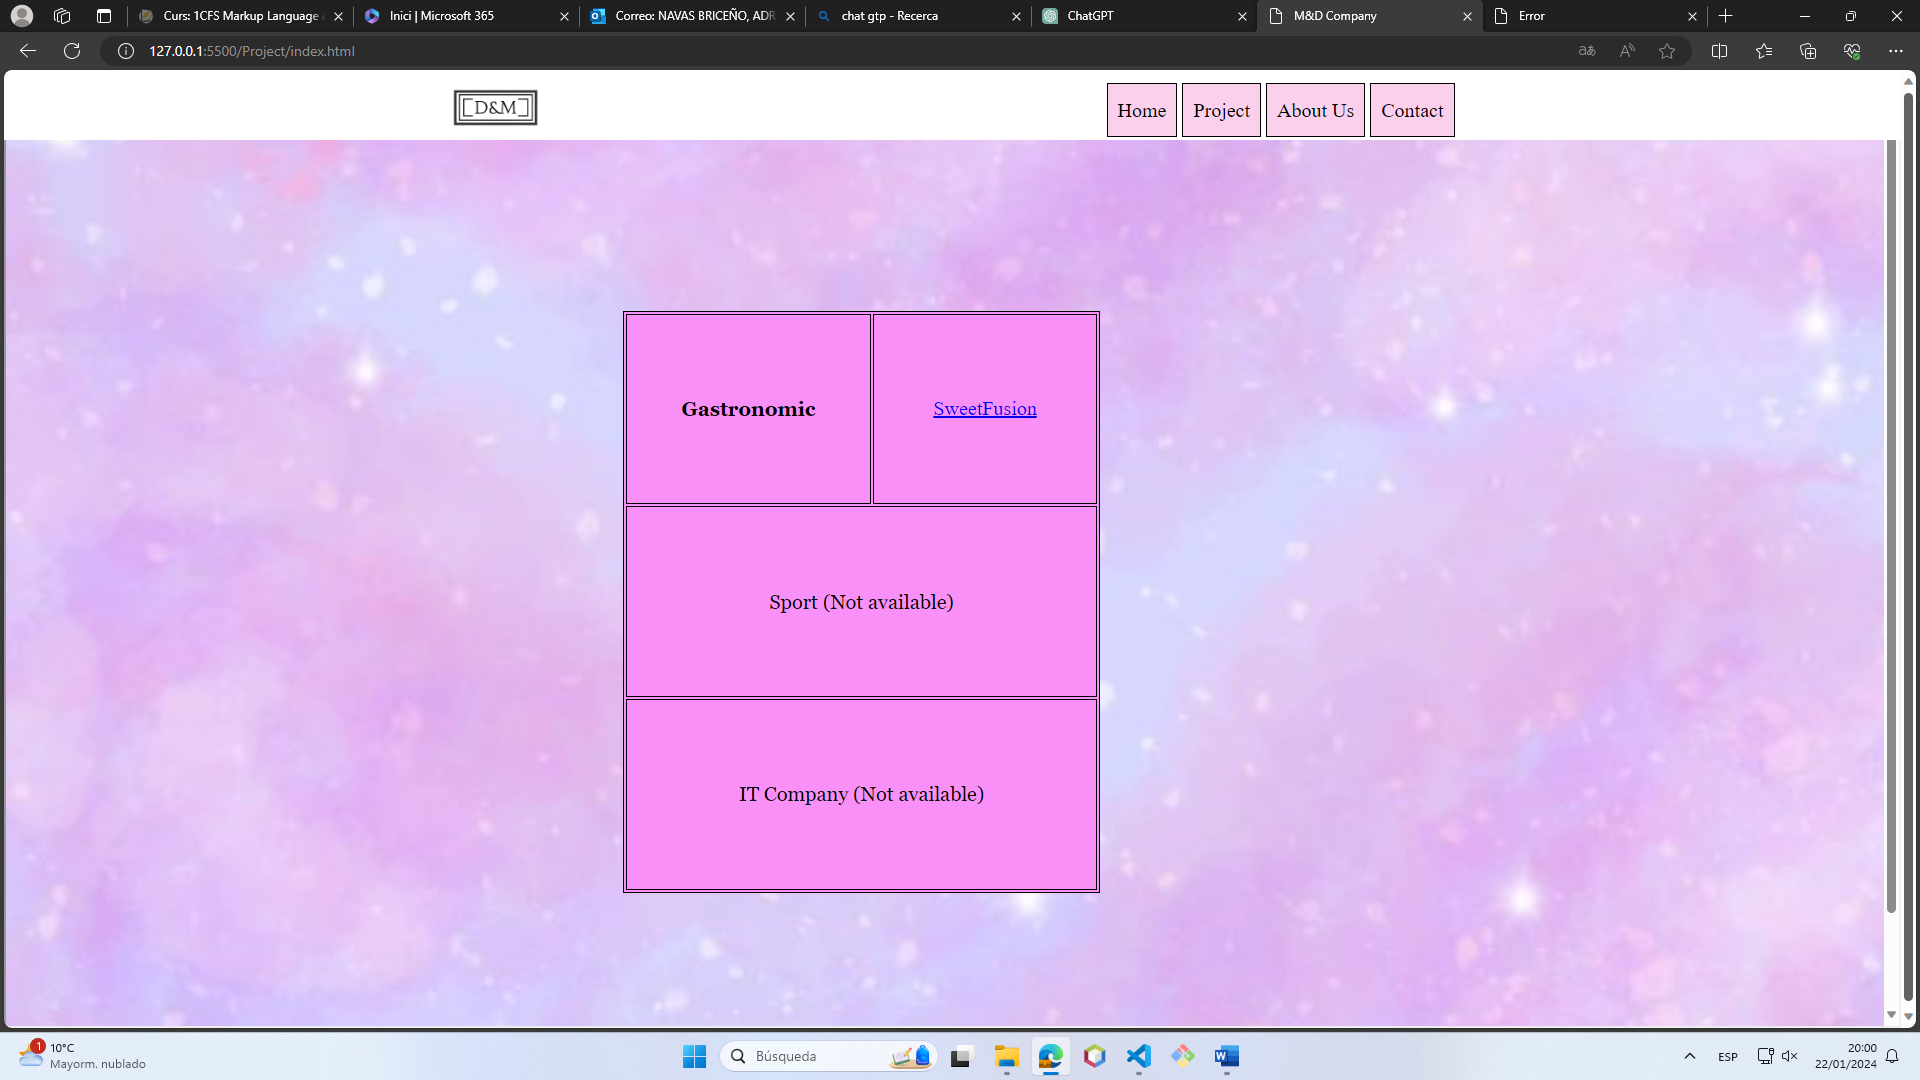 Curs: 1CFS Markup Language a
Inici | Microsoft 365
Correo: NAVAS BRICEÑO, ADR
chat gtp - Recerca
ChatGPT
M&D Company
Error
127.0.0.1:5500/Project/index.html
D&M
Home
Project
About Us
Contact
Gastronomic
SweetFusion
Sport (Not available)
IT Company (Not available)
1
10°C
Mayorm. nublado
Búsqueda
ESP
20:00
22/01/2024